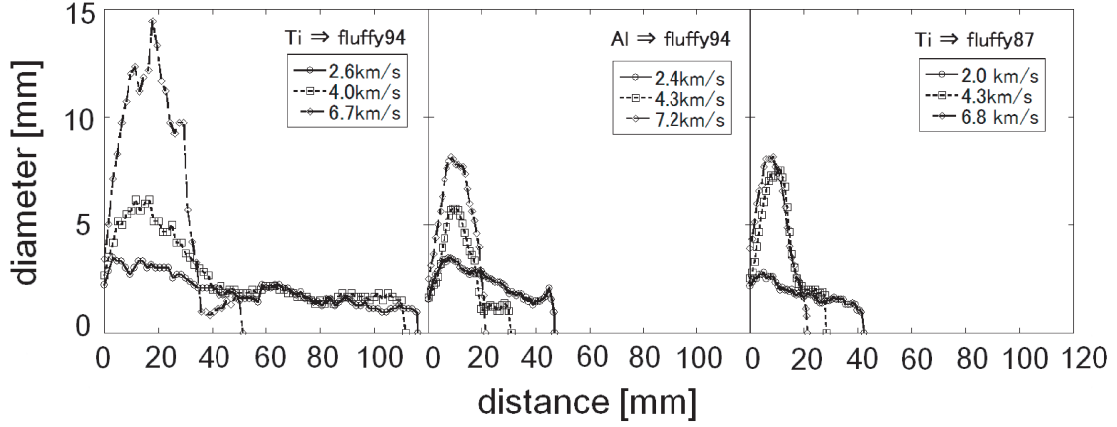 15
10
5
0
diameter [mm]
Ti ⇒ fluffy94
2.6km/s
4.0km/s
6.7km/s
Al ⇒ fluffy94
2.4km/s
4.3km/s
7.2km/s
Ti ⇒ fluffy87
2.0 km/s
4.3km/s
6.8 km/s
0 20 40 60 80 100 0 20 40 60 80 100 0 20 40 60 80 100 120
distance [mm]